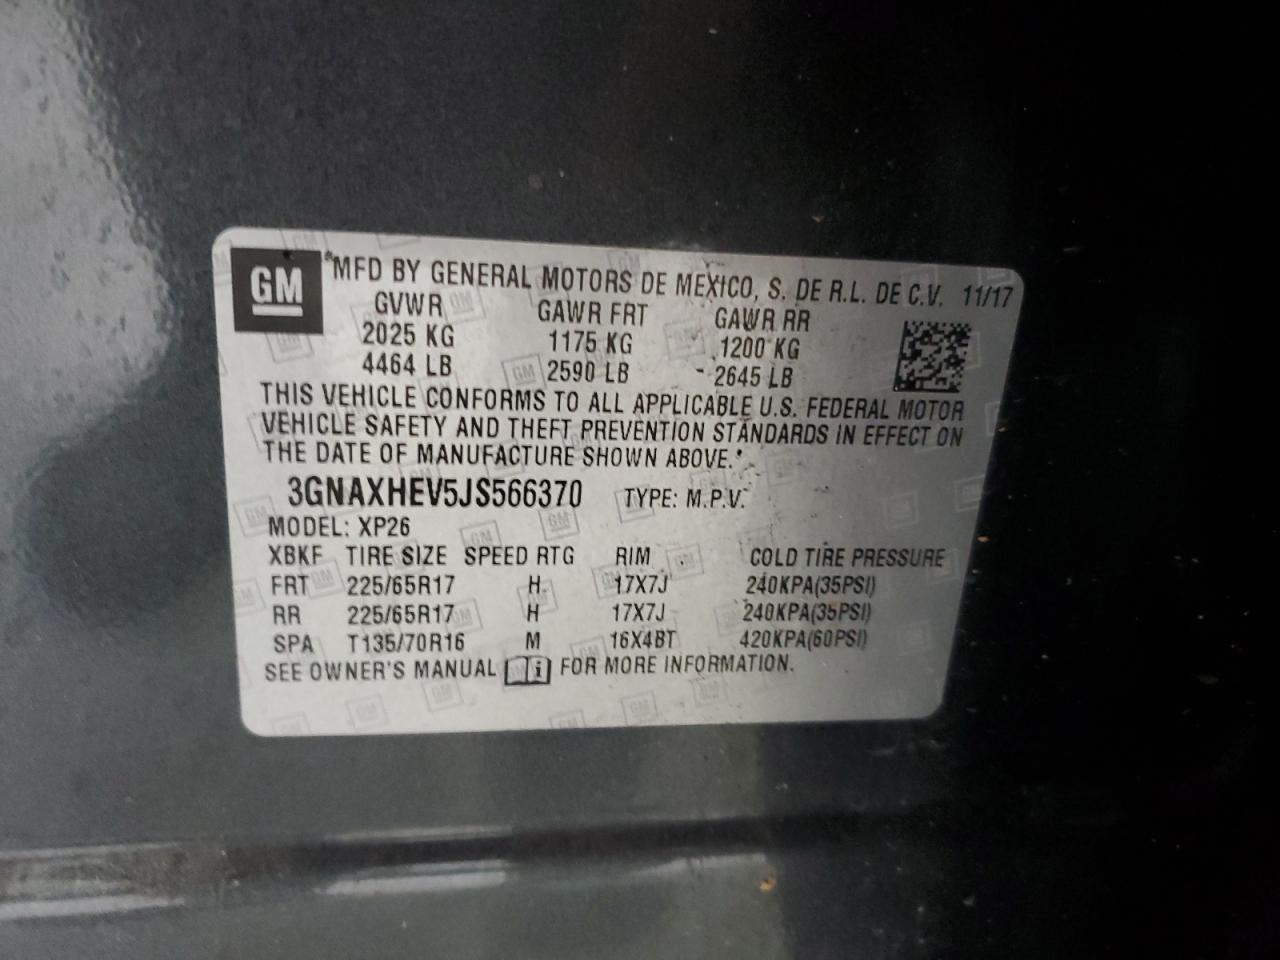 GM
*MFD BY GENERAL MOTORS DE MEXICO, S. DE R.L. DE C.V. 11/17
GVWR GAWR FRT GAWR RR
2025 KG 1175 KG 1200 KG
4464 LB 2590 LB 2645 LB
THIS VEHICLE CONFORMS TO ALL APPLICABLE U.S. FEDERAL MOTOR
VEHICLE SAFETY AND THEFT PREVENTION STANDARDS IN EFFECT ON
THE DATE OF MANUFACTURE SHOWN ABOVE.*
3GNAXHEV5JS566370 TYPE: M.P.V.
MODEL: XP26
XBKF TIRE SIZE SPEED RTG RIM COLD TIRE PRESSURE
FRT 225/65R17 H 17X7J 240KPA(35PSI)
RR 225/65R17 H 17X7J 240KPA(35PSI)
SPA T135/70R16 M 16X4BT 420KPA(60PSI)
SEE OWNER'S MANUAL i FOR MORE INFORMATION.